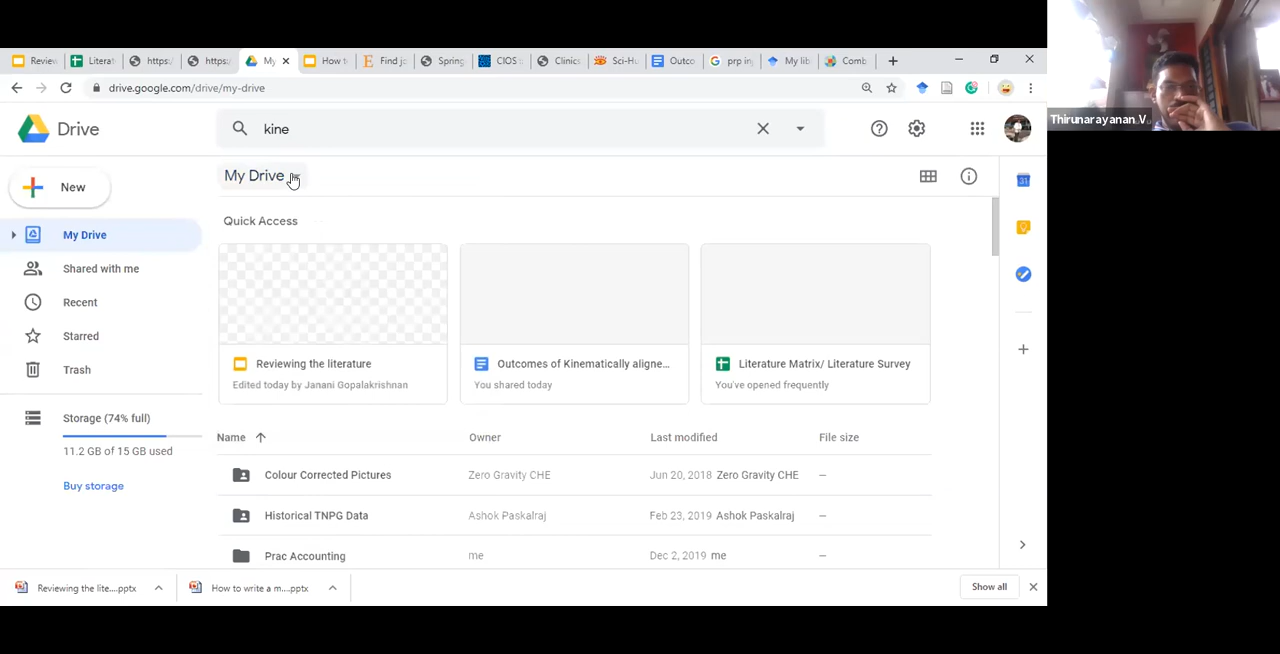 Review
Literat
https:/
https:/
My
How t
Find jo
Spring
CIOS
Clinics
Sci-Hu
Outco
prp in
My lib
Comb
drive.google.com/drive/my-drive
Drive
kine
Thirunarayanan V
New
My Drive
My Drive
Shared with me
Recent
Starred
Trash
Storage (74% full)
11.2 GB of 15 GB used
Buy storage
Quick Access
Reviewing the literature
Edited today by Janani Gopalakrishnan
Outcomes of Kinematically aligne...
You shared today
Literature Matrix/ Literature Survey
You've opened frequently
31
Name Owner Last modified File size
Colour Corrected Pictures Zero Gravity CHE Jun 20, 2018 Zero Gravity CHE —
Historical TNPG Data Ashok Paskalraj Feb 23, 2019 Ashok Paskalraj —
Prac Accounting me Dec 2, 2019 me —
Reviewing the lite....pptx
How to write a m....pptx
Show all